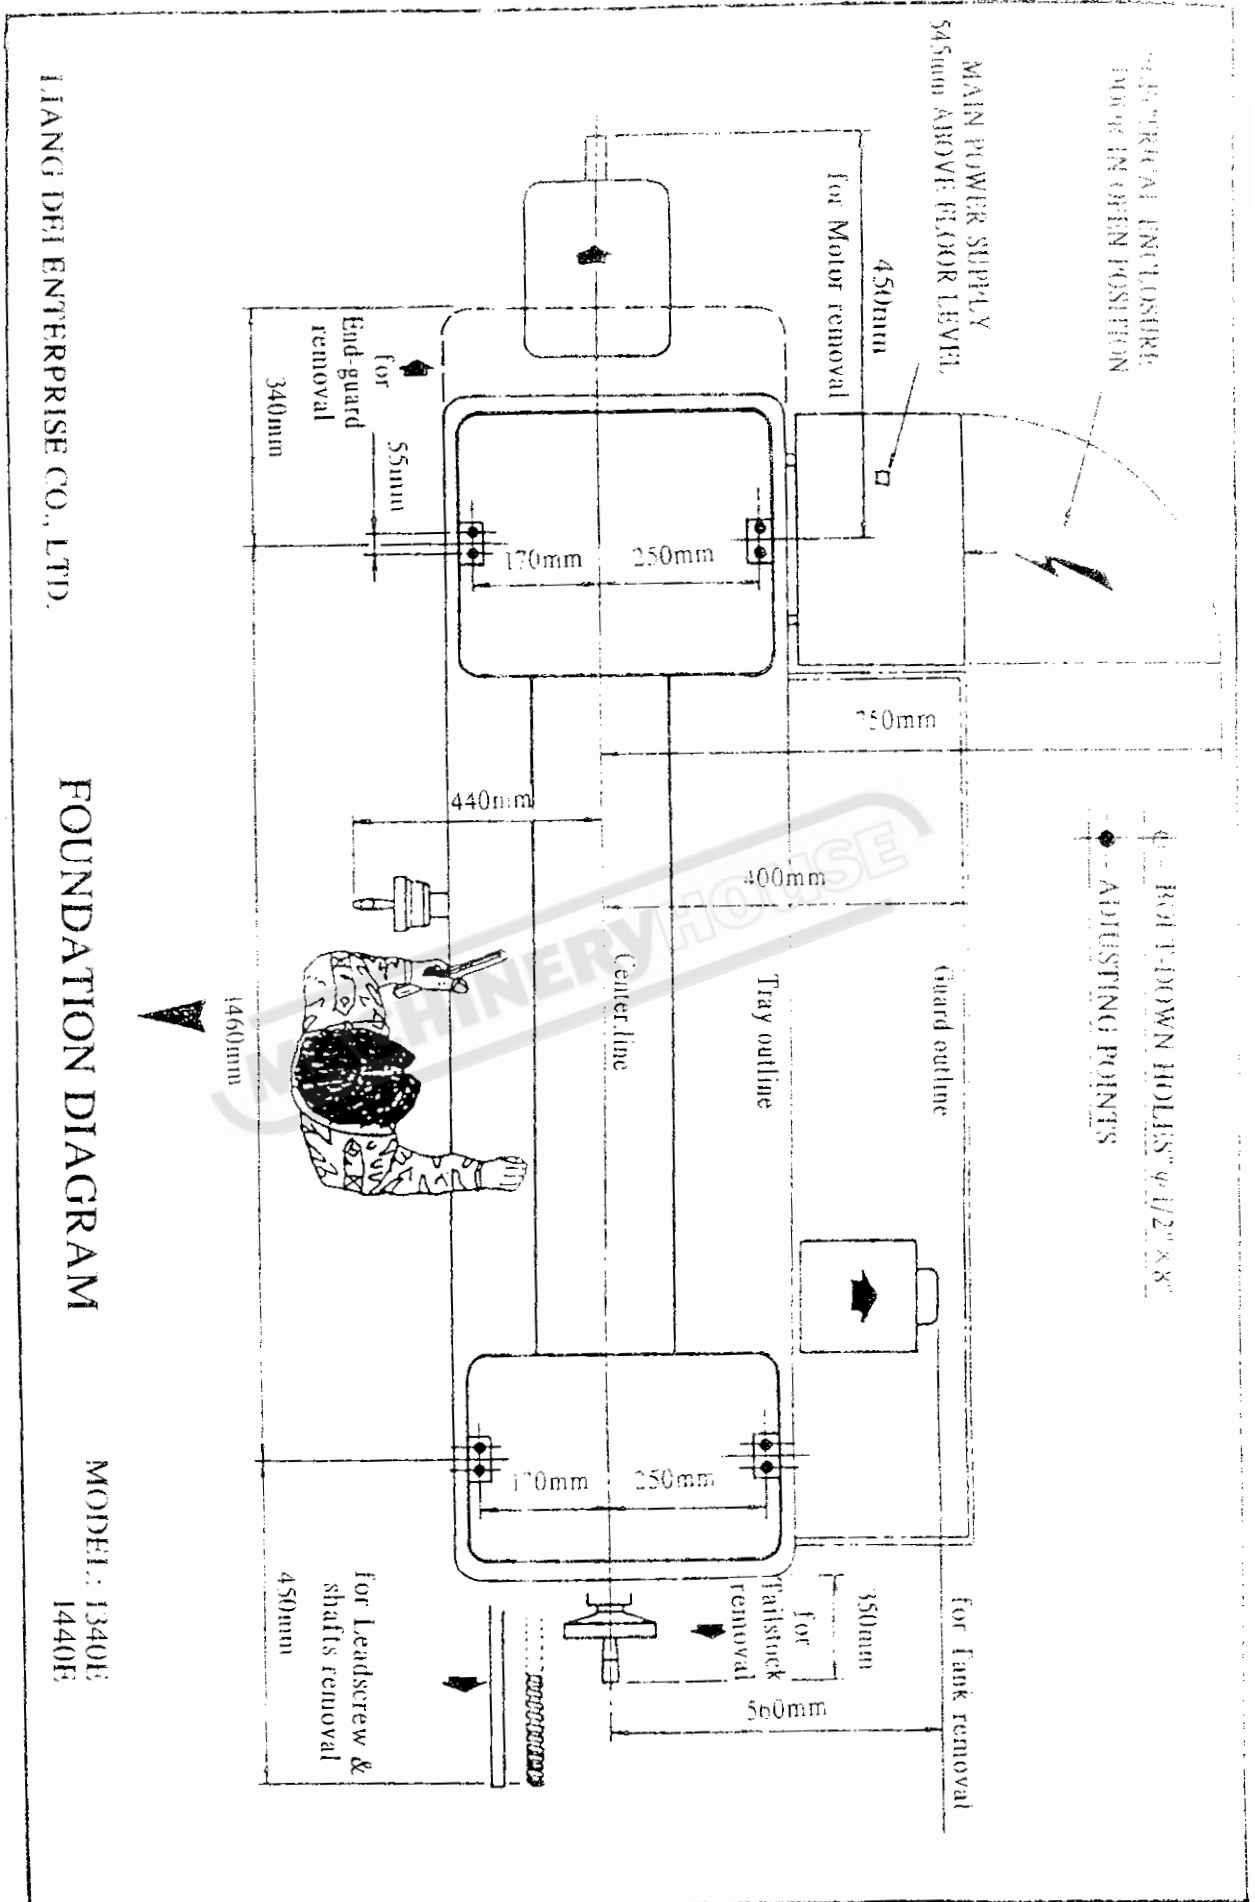 ELECTRICAL ENCLOSURE
DOOR IN OPEN POSITION
MAIN POWER SUPPLY
545mm ABOVE FLOOR LEVEL
BOLT-DOWN HOLES" φ 1/2" × 8"
ADJUSTING POINTS
450mm
for Motor removal
750mm
400mm
Guard outline
Tray outline
Center line
for Tank removal
350mm
for
Tailstock
removal
560mm
170mm
250mm
170mm
250mm
440mm
55mm
for
End-guard
removal
340mm
1460mm
for Leadscrew &
shafts removal
450mm
MACHINERYHOUSE
LIANG DEI ENTERPRISE CO., LTD.
FOUNDATION DIAGRAM
MODEL: 1340E
1440E